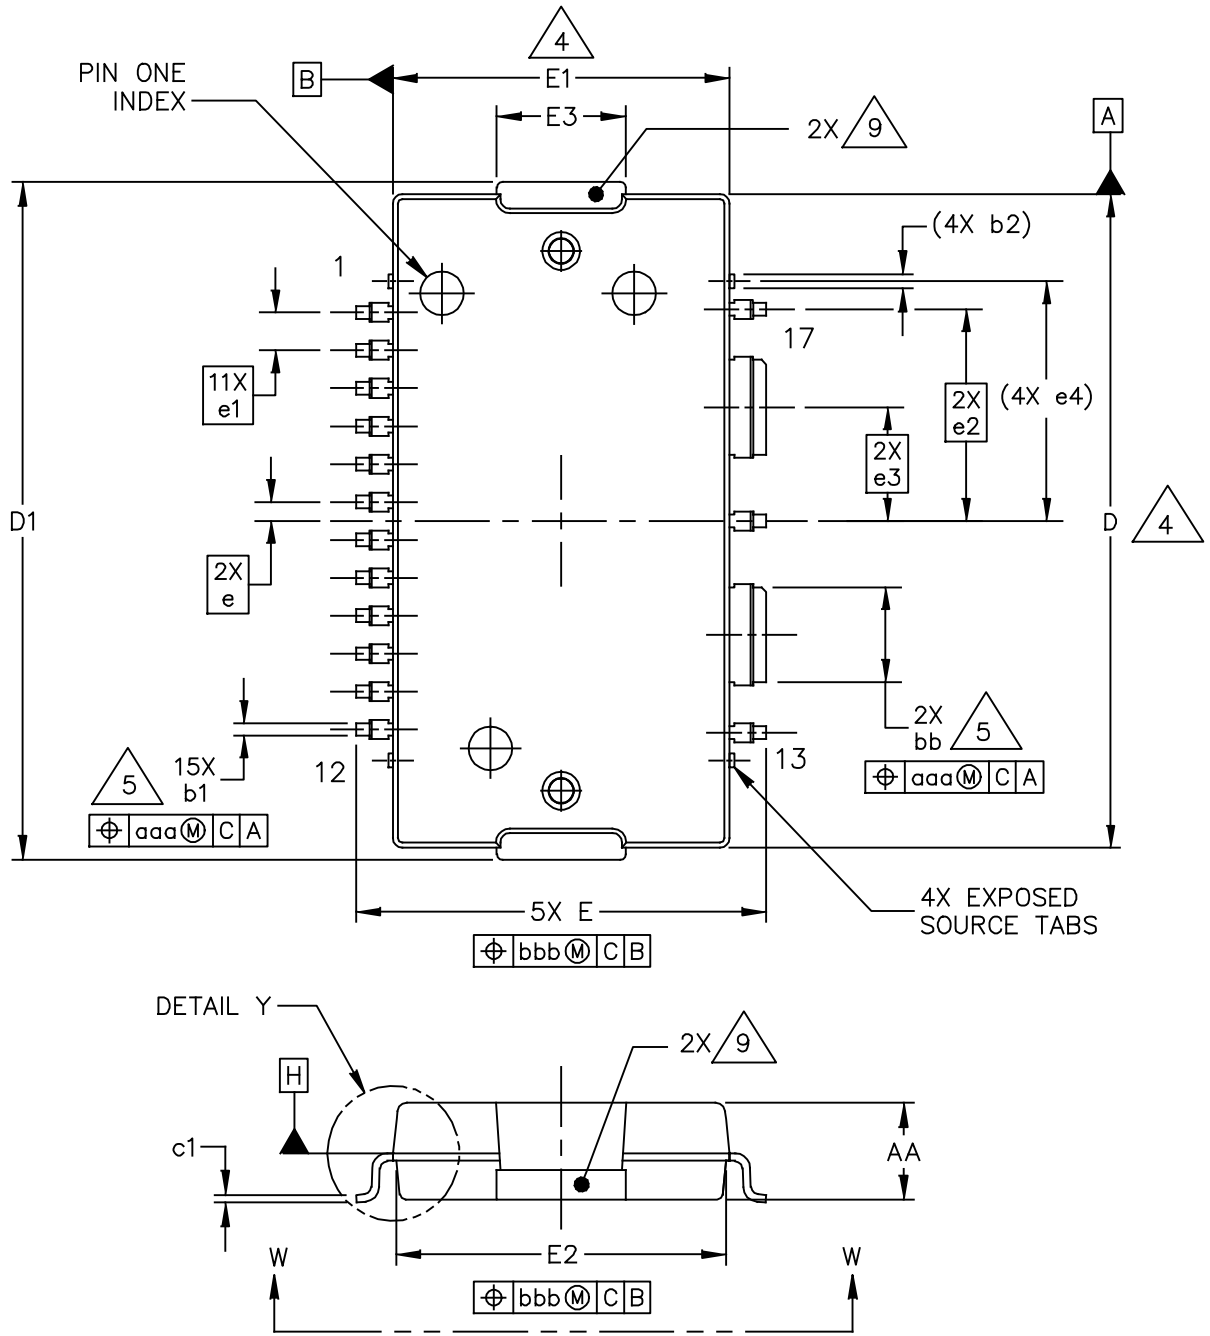 4
PIN ONE
INDEX
B
E1
E3
2X 9
A
(4X b2)
1
17
11X
e1
2X
e2
(4X e4)
2X
e3
D1
D 4
2X
e
2X
bb 5
aaa Ⓜ C A
5 15X
b1
12
13
aaa Ⓜ C A
4X EXPOSED
SOURCE TABS
5X E
bbb Ⓜ C B
DETAIL Y
2X 9
H
c1
AA
E2
W
W
bbb Ⓜ C B